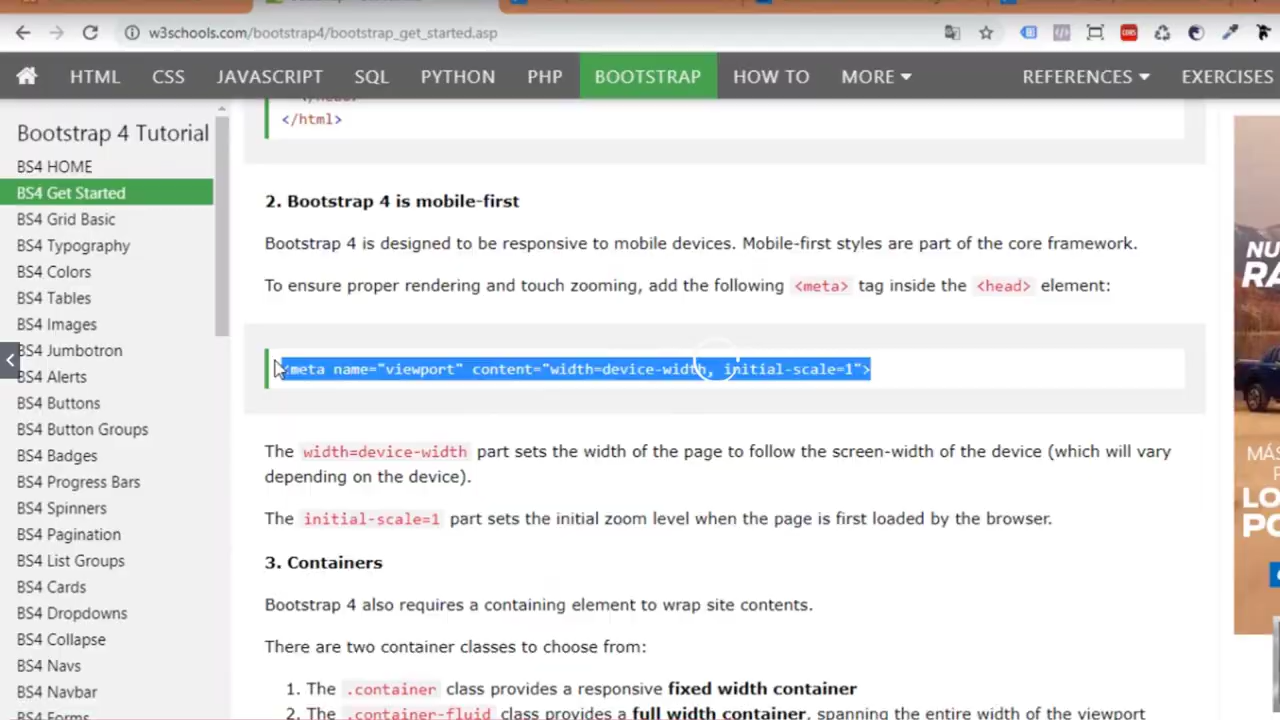 w3schools.com/bootstrap4/bootstrap_get_started.asp
HTML CSS JAVASCRIPT SQL PYTHON PHP BOOTSTRAP HOW TO MORE REFERENCES EXERCISES
Bootstrap 4 Tutorial
BS4 HOME
BS4 Get Started
BS4 Grid Basic
BS4 Typography
BS4 Colors
BS4 Tables
BS4 Images
BS4 Jumbotron
BS4 Alerts
BS4 Buttons
BS4 Button Groups
BS4 Badges
BS4 Progress Bars
BS4 Spinners
BS4 Pagination
BS4 List Groups
BS4 Cards
BS4 Dropdowns
BS4 Collapse
BS4 Navs
BS4 Navbar
BS4 Forms
</html>
2. Bootstrap 4 is mobile-first
Bootstrap 4 is designed to be responsive to mobile devices. Mobile-first styles are part of the core framework.
To ensure proper rendering and touch zooming, add the following <meta> tag inside the <head> element:
<meta name="viewport" content="width=device-width, initial-scale=1">
The width=device-width part sets the width of the page to follow the screen-width of the device (which will vary
depending on the device).
The initial-scale=1 part sets the initial zoom level when the page is first loaded by the browser.
3. Containers
Bootstrap 4 also requires a containing element to wrap site contents.
There are two container classes to choose from:
1. The .container class provides a responsive fixed width container
2. The .container-fluid class provides a full width container, spanning the entire width of the viewport
NU
RA
MÁS
LO
PO